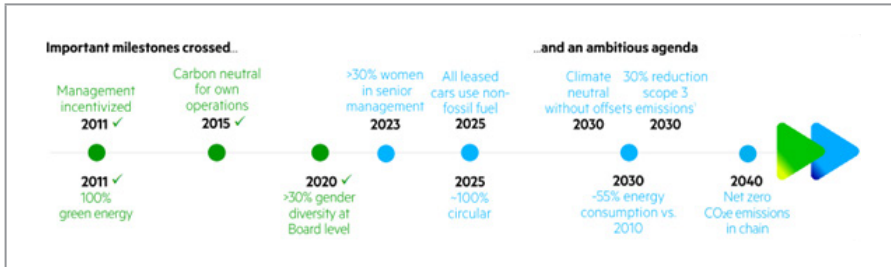 Important milestones crossed...
...and an ambitious agenda
Management
incentivized
2011 ✓
Carbon neutral
for own
operations
2015 ✓
>30% women
in senior
management
2023
All leased
cars use non-
fossil fuel
2025
Climate
neutral
without offsets
2030
30% reduction
scope 3
emissions¹
2030
2011 ✓
100%
green energy
2020 ✓
>30% gender
diversity at
Board level
2025
~100%
circular
2030
-55% energy
consumption vs.
2010
2040
Net zero
CO₂e emissions
in chain